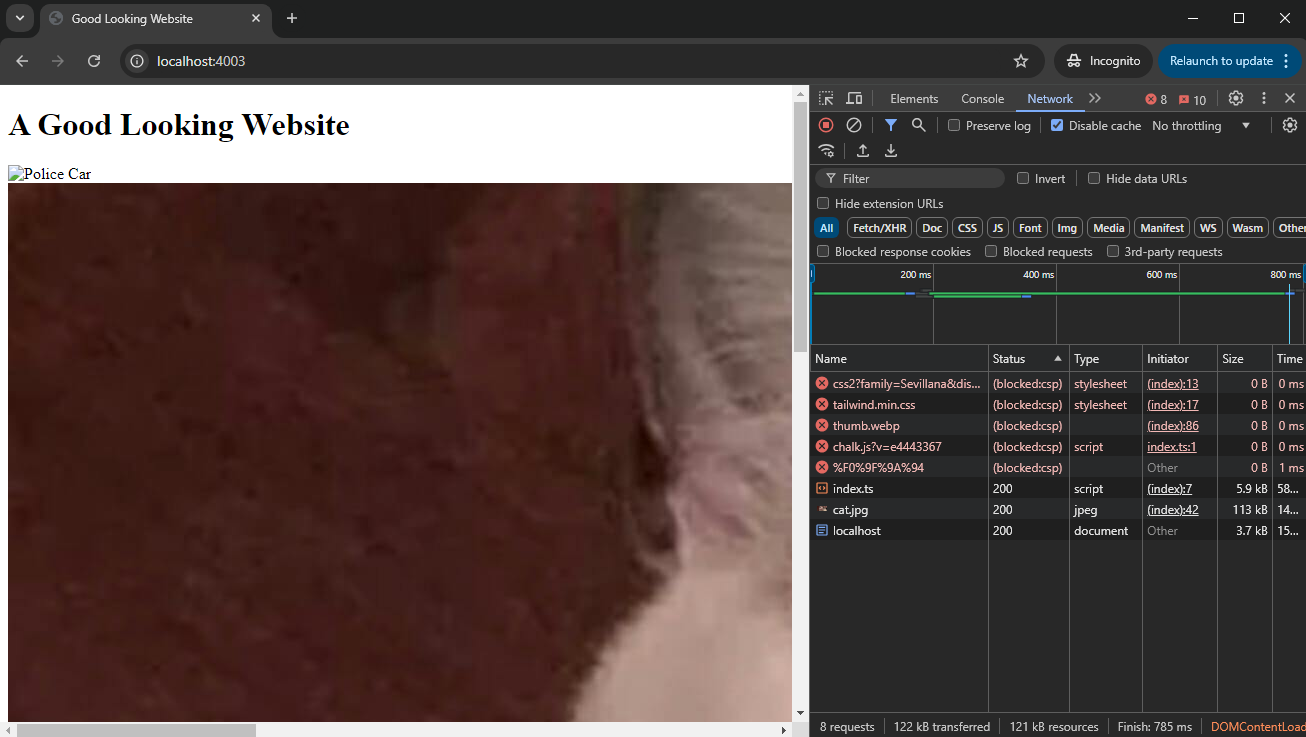 Good Looking Website
localhost:4003
Incognito
Relaunch to update
A Good Looking Website
Police Car
Elements Console Network 8 10
Preserve log Disable cache No throttling
Filter Invert Hide data URLs
Hide extension URLs
All Fetch/XHR Doc CSS JS Font Img Media Manifest WS Wasm Other
Blocked response cookies Blocked requests 3rd-party requests
200 ms 400 ms 600 ms 800 ms
Name Status Type Initiator Size Time
css2?family=Sevillana&dis... (blocked:csp) stylesheet (index):13 0 B 0 ms
tailwind.min.css (blocked:csp) stylesheet (index):17 0 B 0 ms
thumb.webp (blocked:csp) (index):86 0 B 0 ms
chalk.js?v=e4443367 (blocked:csp) script index.ts:1 0 B 0 ms
%F0%9F%9A%94 (blocked:csp) Other 0 B 1 ms
index.ts 200 script (index):7 5.9 kB 58...
cat.jpg 200 jpeg (index):42 113 kB 14...
localhost 200 document Other 3.7 kB 15...
8 requests 122 kB transferred 121 kB resources Finish: 785 ms DOMContentLoad